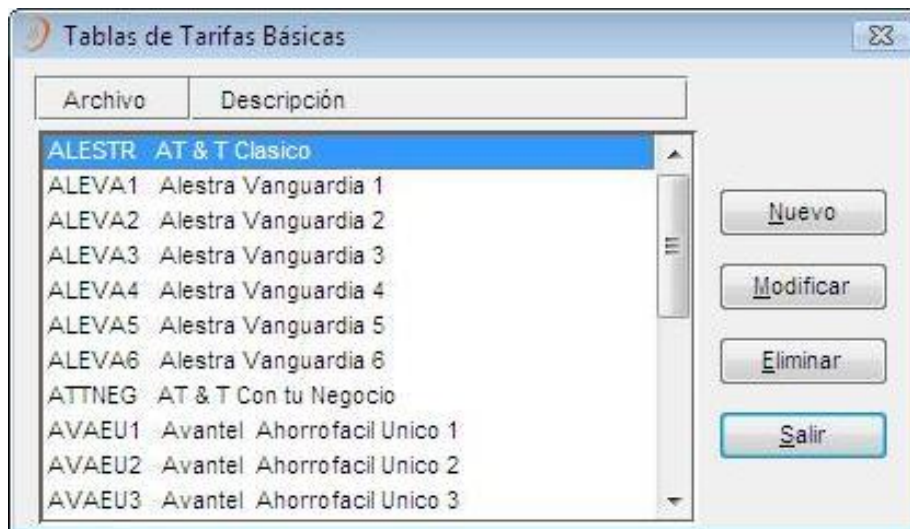 Tablas de Tarifas Básicas
Archivo Descripción
ALESTR AT & T Clasico
ALEVA1 Alestra Vanguardia 1
ALEVA2 Alestra Vanguardia 2
ALEVA3 Alestra Vanguardia 3
ALEVA4 Alestra Vanguardia 4
ALEVA5 Alestra Vanguardia 5
ALEVA6 Alestra Vanguardia 6
ATTNEG AT & T Con tu Negocio
AVAEU1 Avantel Ahorrofacil Unico 1
AVAEU2 Avantel Ahorrofacil Unico 2
AVAEU3 Avantel Ahorrofacil Unico 3
Nuevo
Modificar
Eliminar
Salir